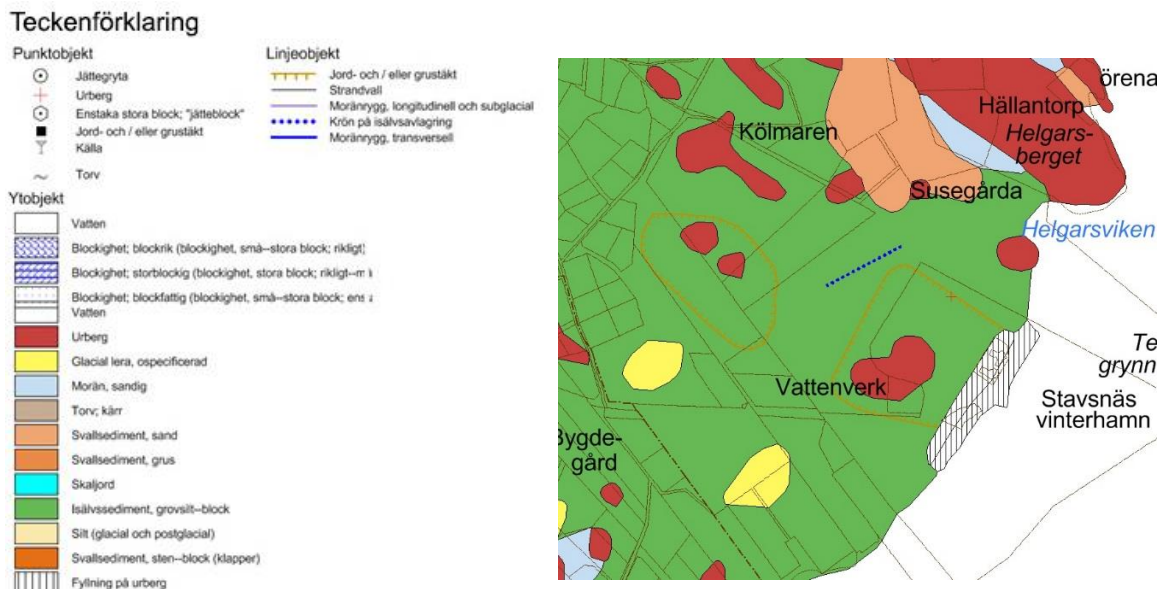 Teckenförklaring
Punktobjekt
Jättegryta
Urberg
Enstaka stora block; "jätteblock"
Jord- och / eller grustäkt
Källa
Torv
Linjeobjekt
Jord- och / eller grustäkt
Strandvall
Moränrygg, longitudinell och subglacial
Krön på isälvsavlagring
Moränrygg, transversell
Ytobjekt
Vatten
Blockighet; blockrik (blockighet, små--stora block; rikligt)
Blockighet; storblockig (blockighet, stora block; rikligt--m
Blockighet; blockfattig (blockighet, små--stora block; ens
Vatten
Urberg
Glacial lera, ospecificerad
Morän, sandig
Torv; kärr
Svallsediment, sand
Svallsediment, grus
Skaljord
Isälvssediment, grovsilt--block
Silt (glacial och postglacial)
Svallsediment, sten--block (klapper)
Fyllning på urberg
örena
Hällantorp
Kölmaren
Helgars-
berget
Susegårda
Helgarsviken
Te
grynn
Vattenverk
Stavsnäs
vinterhamn
Bygde-
gård